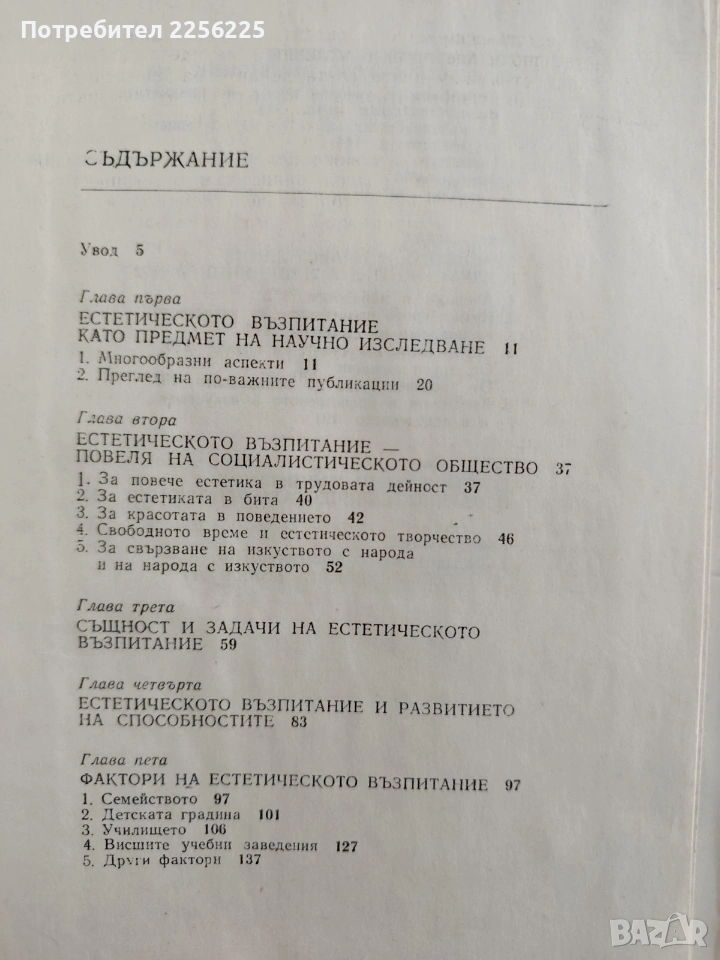 Потребител 2256225
СЪДЪРЖАНИЕ
Увод 5
Глава първа
ЕСТЕТИЧЕСКОТО ВЪЗПИТАНИЕ
КАТО ПРЕДМЕТ НА НАУЧНО ИЗСЛЕДВАНЕ 11
1. Многообразни аспекти 11
2. Преглед на по-важните публикации 20
Глава втора
ЕСТЕТИЧЕСКОТО ВЪЗПИТАНИЕ —
ПОВЕЛЯ НА СОЦИАЛИСТИЧЕСКОТО ОБЩЕСТВО 37
1. За повече естетика в трудовата дейност 37
2. За естетиката в бита 40
3. За красотата в поведението 42
4. Свободното време и естетическото творчество 46
5. За свързване на изкуството с народа
и на народа с изкуството 52
Глава трета
СЪЩНОСТ И ЗАДАЧИ НА ЕСТЕТИЧЕСКОТО
ВЪЗПИТАНИЕ 59
Глава четвърта
ЕСТЕТИЧЕСКОТО ВЪЗПИТАНИЕ И РАЗВИТИЕТО
НА СПОСОБНОСТИТЕ 83
Глава пета
ФАКТОРИ НА ЕСТЕТИЧЕСКОТО ВЪЗПИТАНИЕ 97
1. Семейството 97
2. Детската градина 101
3. Училището 106
4. Висшите учебни заведения 127
5. Други фактори 137
BAZAR